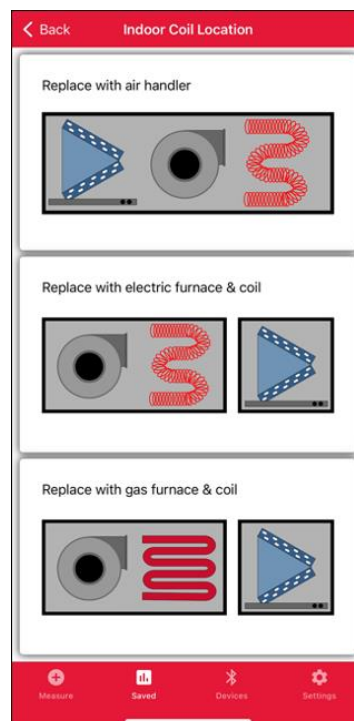 Back Indoor Coil Location
Replace with air handler
Replace with electric furnace & coil
Replace with gas furnace & coil
Measure Saved Devices Settings